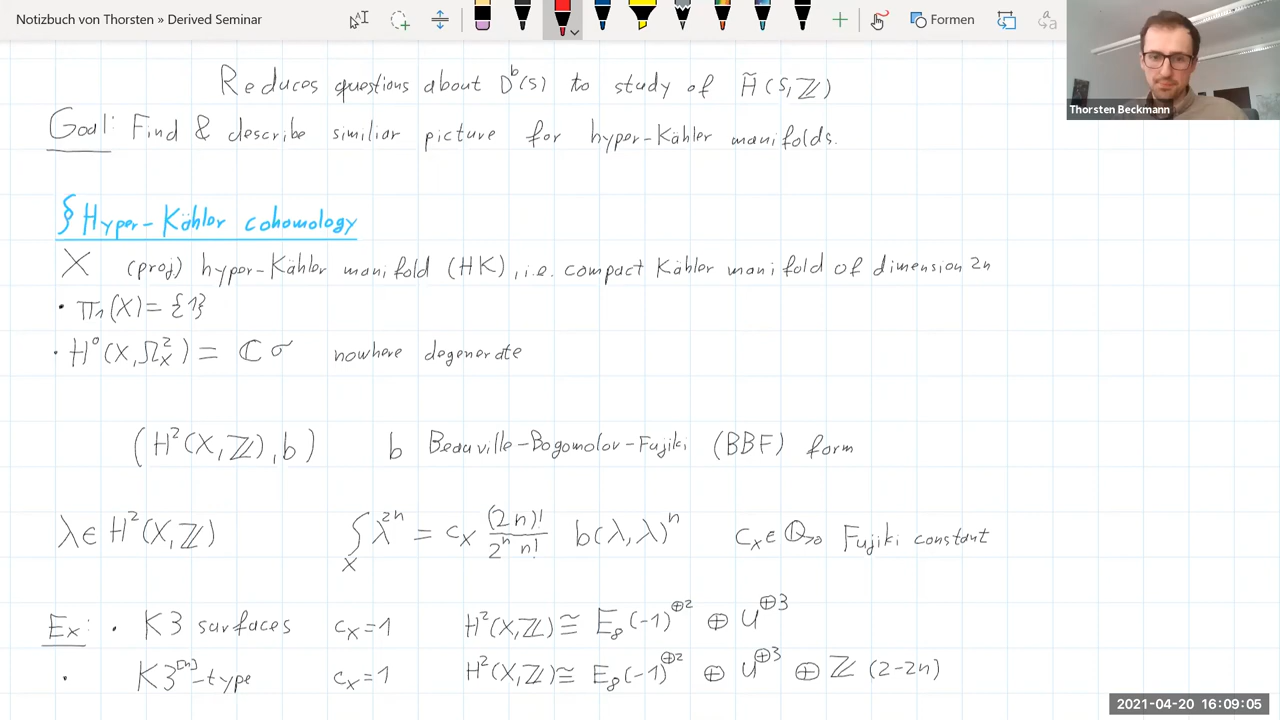 Notizbuch von Thorsten » Derived Seminar
Formen
Thorsten Beckmann
Reduces questions about D^b(S) to study of H̃(S,ℤ)
Goal: Find & describe similior picture for hyper-Kähler manifolds.
§ Hyper-Kähler cohomology
X (proj) hyper-Kähler manifold (HK), i.e. compact Kähler manifold of dimension 2n
• π₁(X) = {1}
• H⁰(X, Ω²_X) = ℂσ nowhere degenerate
(H²(X,ℤ), b) b Beauville-Bogomolov-Fujiki (BBF) form
λ ∈ H²(X,ℤ) ∫_X λ^{2n} = c_X (2n)!/(2ⁿ n!) b(λ,λ)ⁿ c_X ∈ ℚ_{>0} Fujiki constant
Ex: • K3 surfaces c_X = 1 H²(X,ℤ) ≅ E₈(-1)^{⊕2} ⊕ U^{⊕3}
• K3^{[n]}-type c_X = 1 H²(X,ℤ) ≅ E₈(-1)^{⊕2} ⊕ U^{⊕3} ⊕ ℤ(2-2n)
2021-04-20 16:09:05